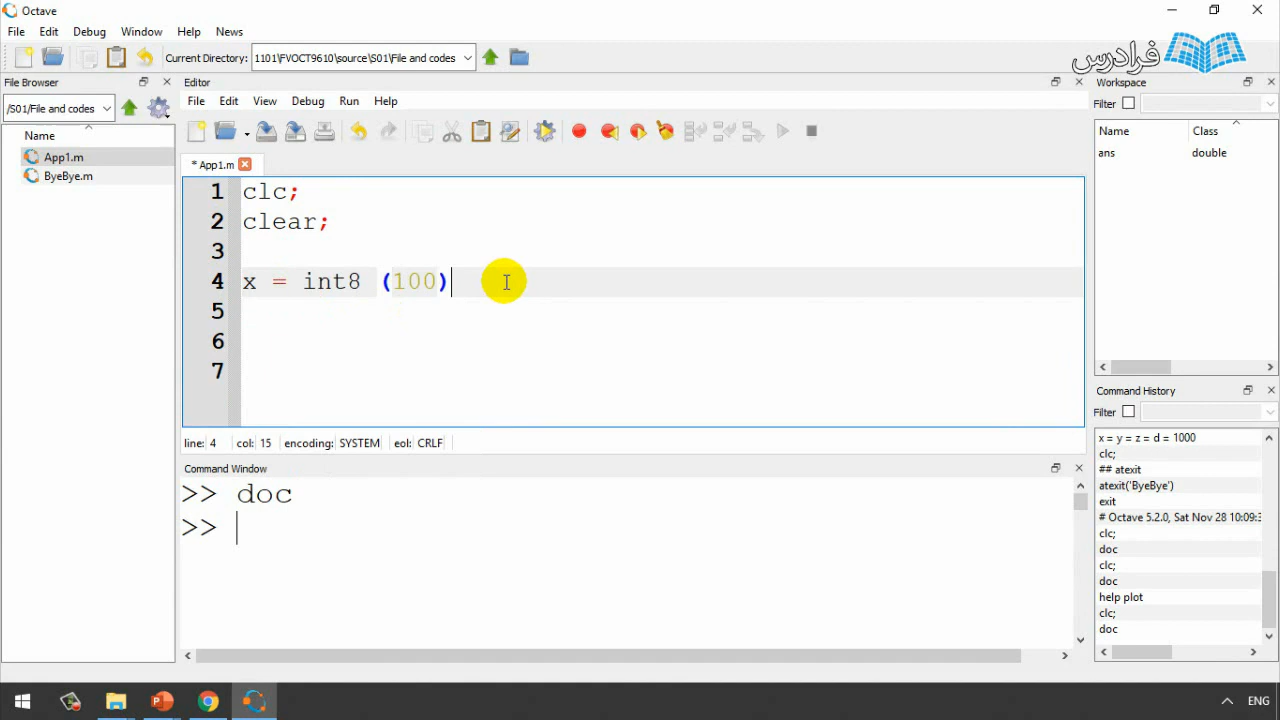 Octave
File Edit Debug Window Help News
Current Directory: 1101\FVOCT9610\source\S01\File and codes
فرادرس
File Browser
/S01/File and codes
Name
App1.m
ByeBye.m
Editor
File Edit View Debug Run Help
* App1.m
1 clc;
2 clear;
3
4 x = int8 (100)
5
6
7
line: 4 col: 15 encoding: SYSTEM eol: CRLF
Command Window
>> doc
>>
Workspace
Filter
Name Class
ans double
Command History
Filter
x = y = z = d = 1000
clc;
## atexit
atexit('ByeBye')
exit
# Octave 5.2.0, Sat Nov 28 10:09:3
clc;
doc
clc;
doc
help plot
clc;
doc
ENG